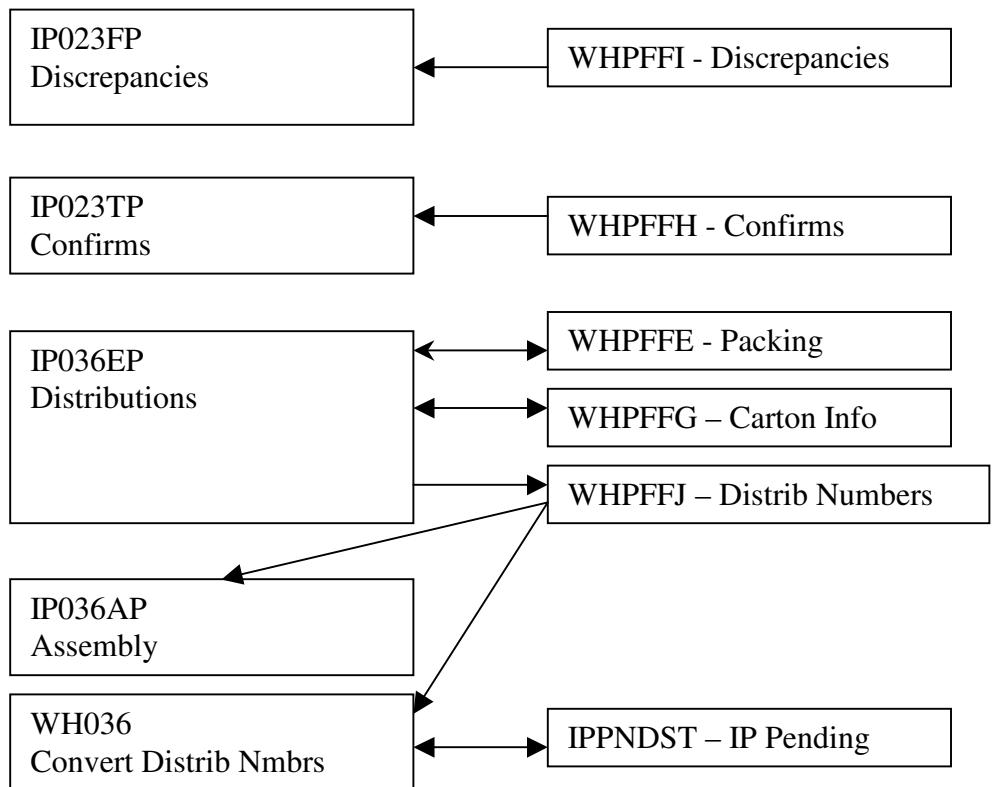 IP023FP
Discrepancies
WHPFFI - Discrepancies
IP023TP
Confirms
WHPFFH - Confirms
IP036EP
Distributions
WHPFFE - Packing
WHPFFG – Carton Info
WHPFFJ – Distrib Numbers
IP036AP
Assembly
WH036
Convert Distrib Nmbrs
IPPNDST – IP Pending